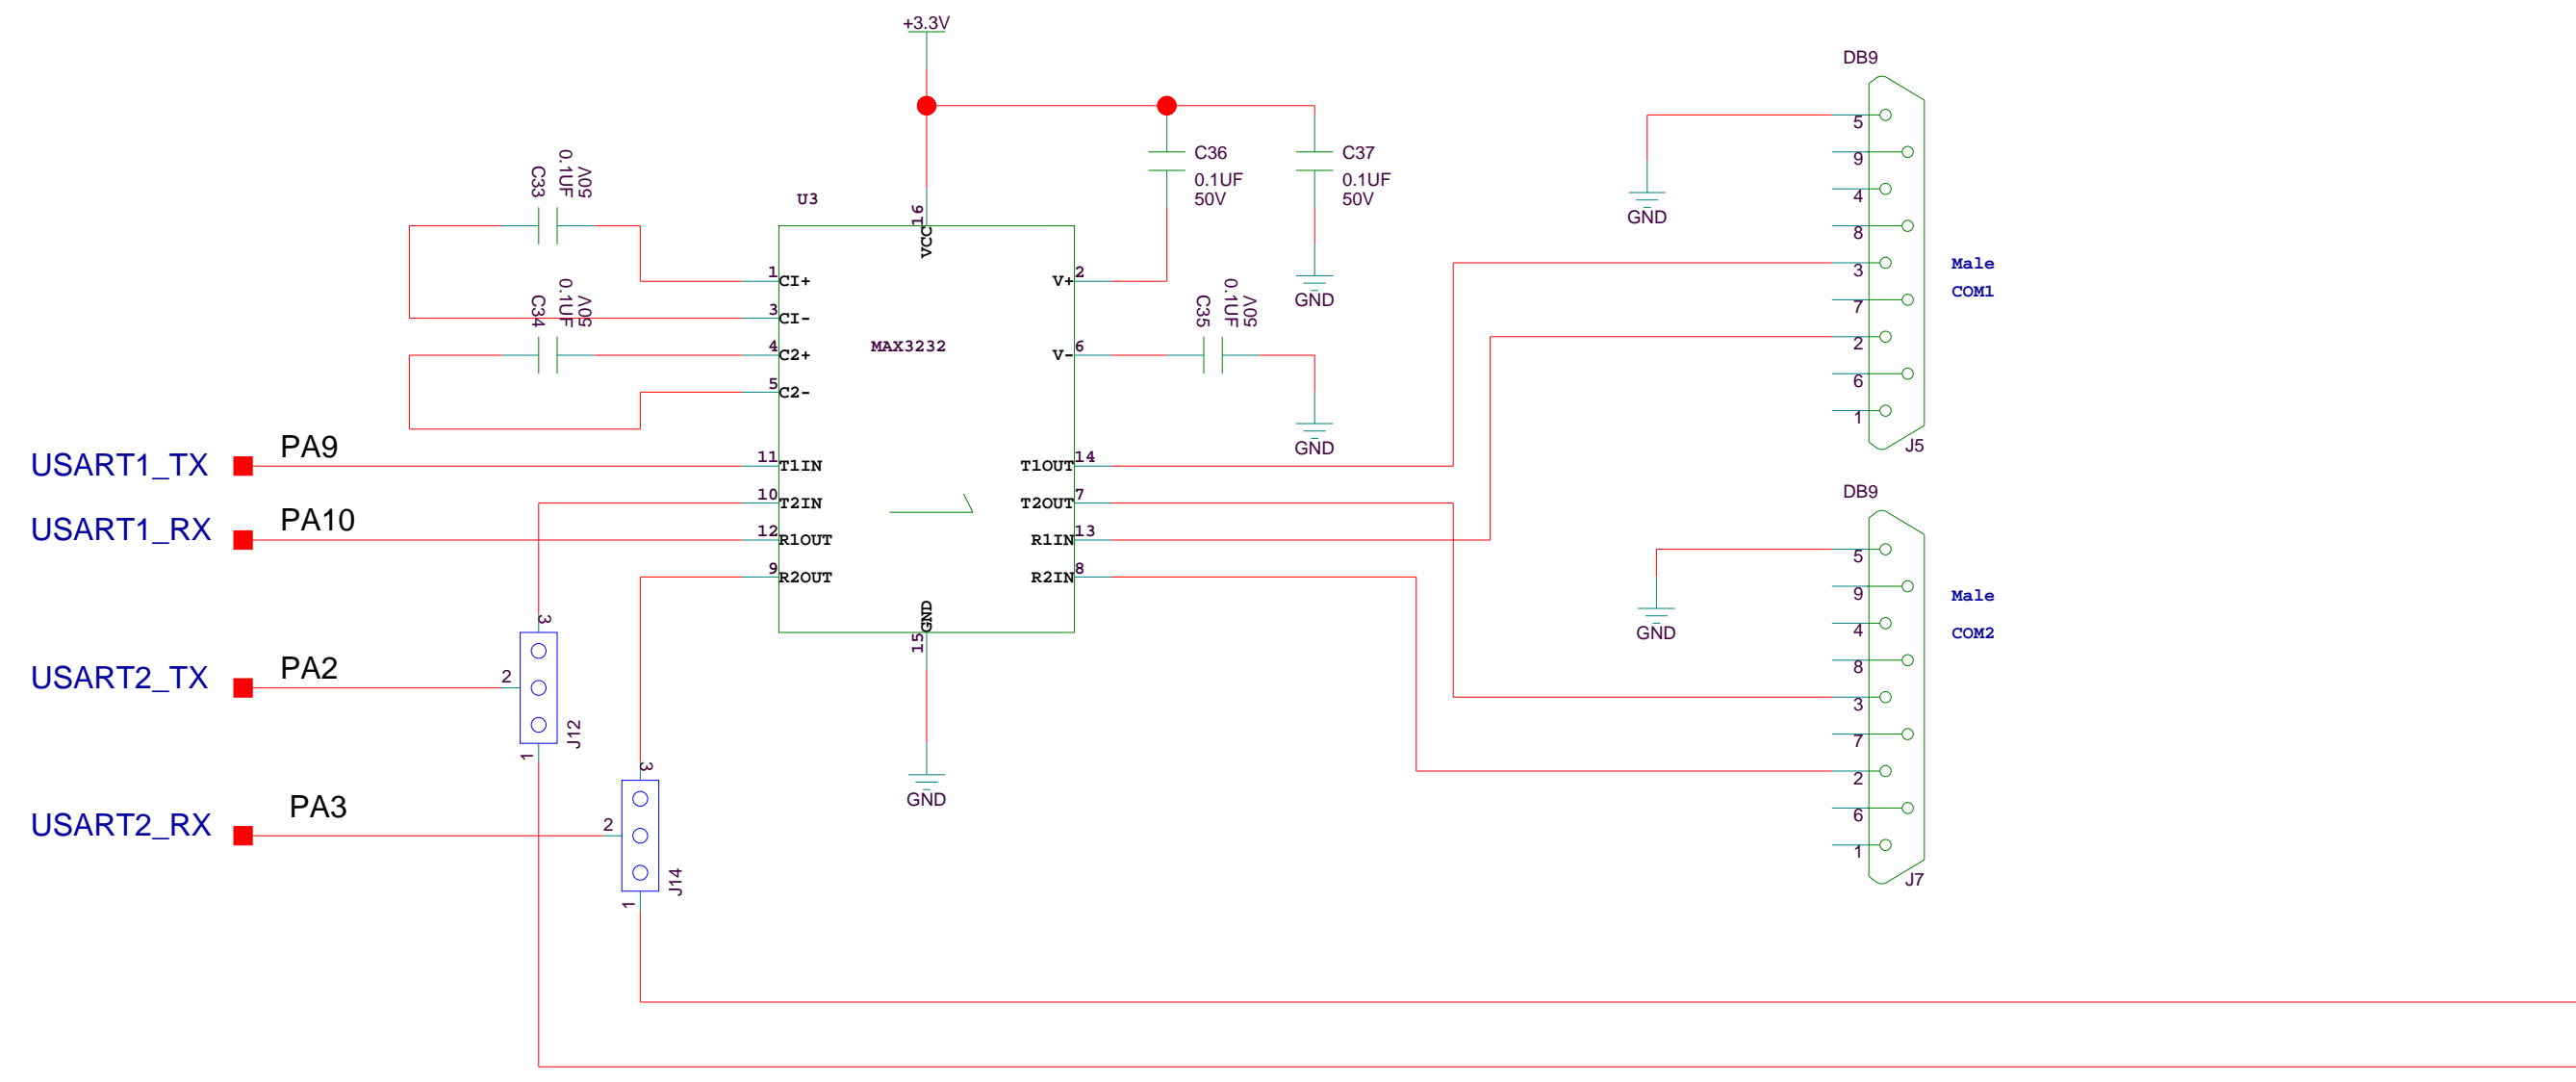 +3.3V
DB9
C33
0.1UF
50V
C36
0.1UF
50V
C37
0.1UF
50V
U3
16
VCC
5
9
4
8
3
7
2
6
1
GND
Male
COM1
J5
1
CI+
3
CI-
4
C2+
5
C2-
C34
0.1UF
50V
MAX3232
2
V+
6
V-
GND
C35
0.1UF
50V
GND
USART1_TX
PA9
11
T1IN
T1OUT
14
10
T2IN
T2OUT
7
USART1_RX
PA10
12
R1OUT
R1IN
13
9
R2OUT
R2IN
8
15
GND
GND
DB9
5
9
4
8
3
7
2
6
1
GND
Male
COM2
J7
USART2_TX
PA2
3
2
1
J12
USART2_RX
PA3
3
2
1
J14